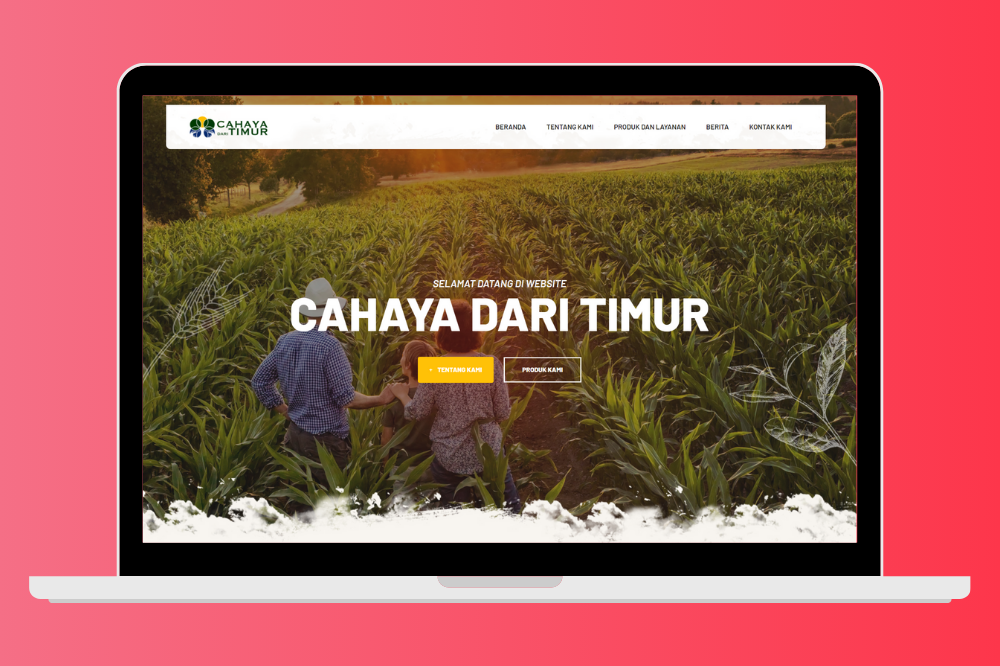 CAHAYA
DARI TIMUR
BERANDA TENTANG KAMI PRODUK DAN LAYANAN BERITA KONTAK KAMI
SELAMAT DATANG DI WEBSITE
CAHAYA DARI TIMUR
TENTANG KAMI PRODUK KAMI